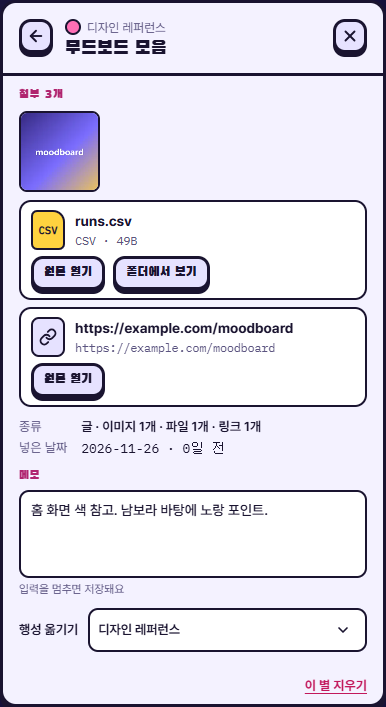 디자인 레퍼런스
무드보드 모음
첨부 3개
moodboard
CSV
runs.csv
CSV · 49B
원문 열기
폴더에서 보기
https://example.com/moodboard
https://example.com/moodboard
원문 열기
종류 글 · 이미지 1개 · 파일 1개 · 링크 1개
넣은 날짜 2026-11-26 · 0일 전
메모
홈 화면 색 참고. 남보라 바탕에 노랑 포인트.
입력을 멈추면 저장돼요
행성 옮기기 디자인 레퍼런스
이 별 지우기